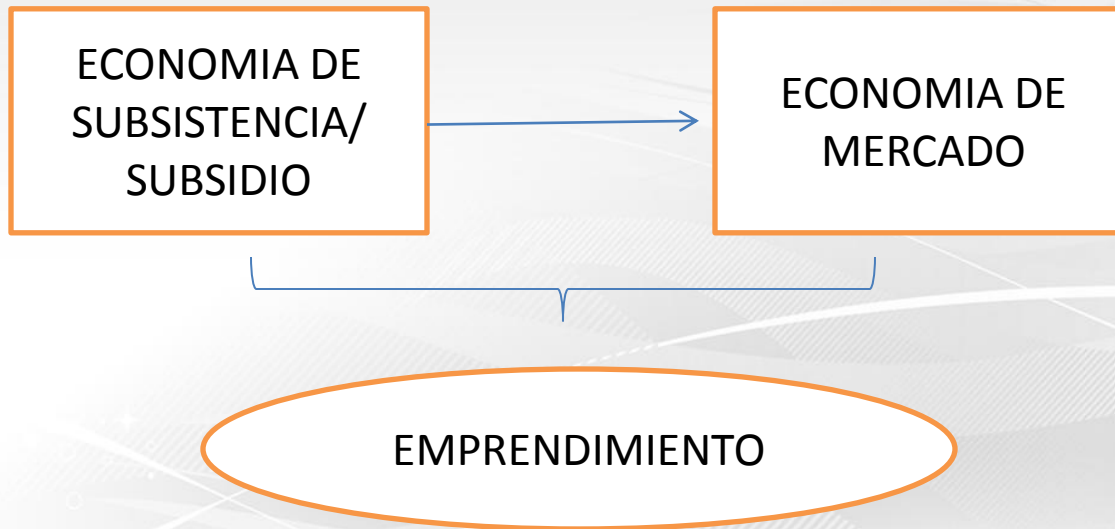 ECONOMIA DE
SUBSISTENCIA/
SUBSIDIO
ECONOMIA DE
MERCADO
EMPRENDIMIENTO